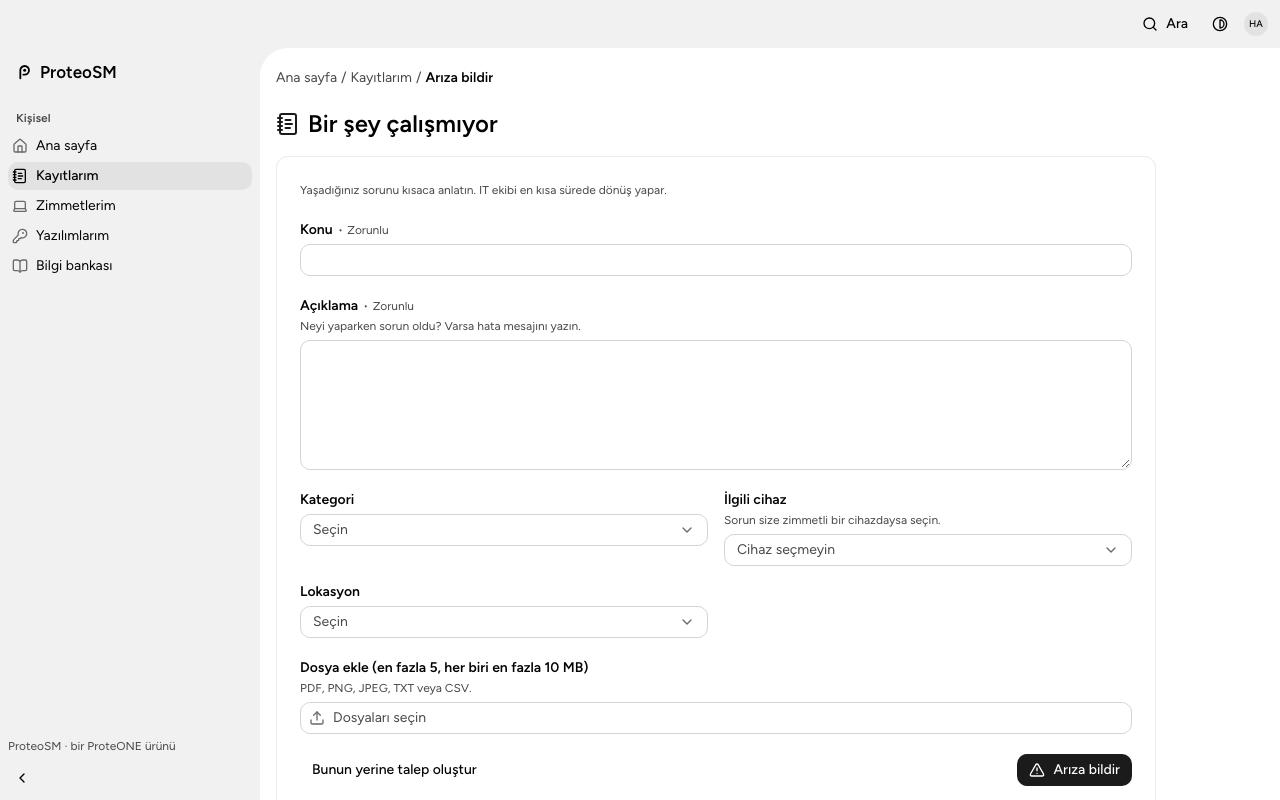 Ara
HA
ProteoSM
Kişisel
Ana sayfa
Kayıtlarım
Zimmetlerim
Yazılımlarım
Bilgi bankası
ProteoSM · bir ProteONE ürünü
Ana sayfa / Kayıtlarım / Arıza bildir
Bir şey çalışmıyor
Yaşadığınız sorunu kısaca anlatın. IT ekibi en kısa sürede dönüş yapar.
Konu · Zorunlu
Açıklama · Zorunlu
Neyi yaparken sorun oldu? Varsa hata mesajını yazın.
Kategori
Seçin
İlgili cihaz
Sorun size zimmetli bir cihazdaysa seçin.
Cihaz seçmeyin
Lokasyon
Seçin
Dosya ekle (en fazla 5, her biri en fazla 10 MB)
PDF, PNG, JPEG, TXT veya CSV.
Dosyaları seçin
Bunun yerine talep oluştur
Arıza bildir